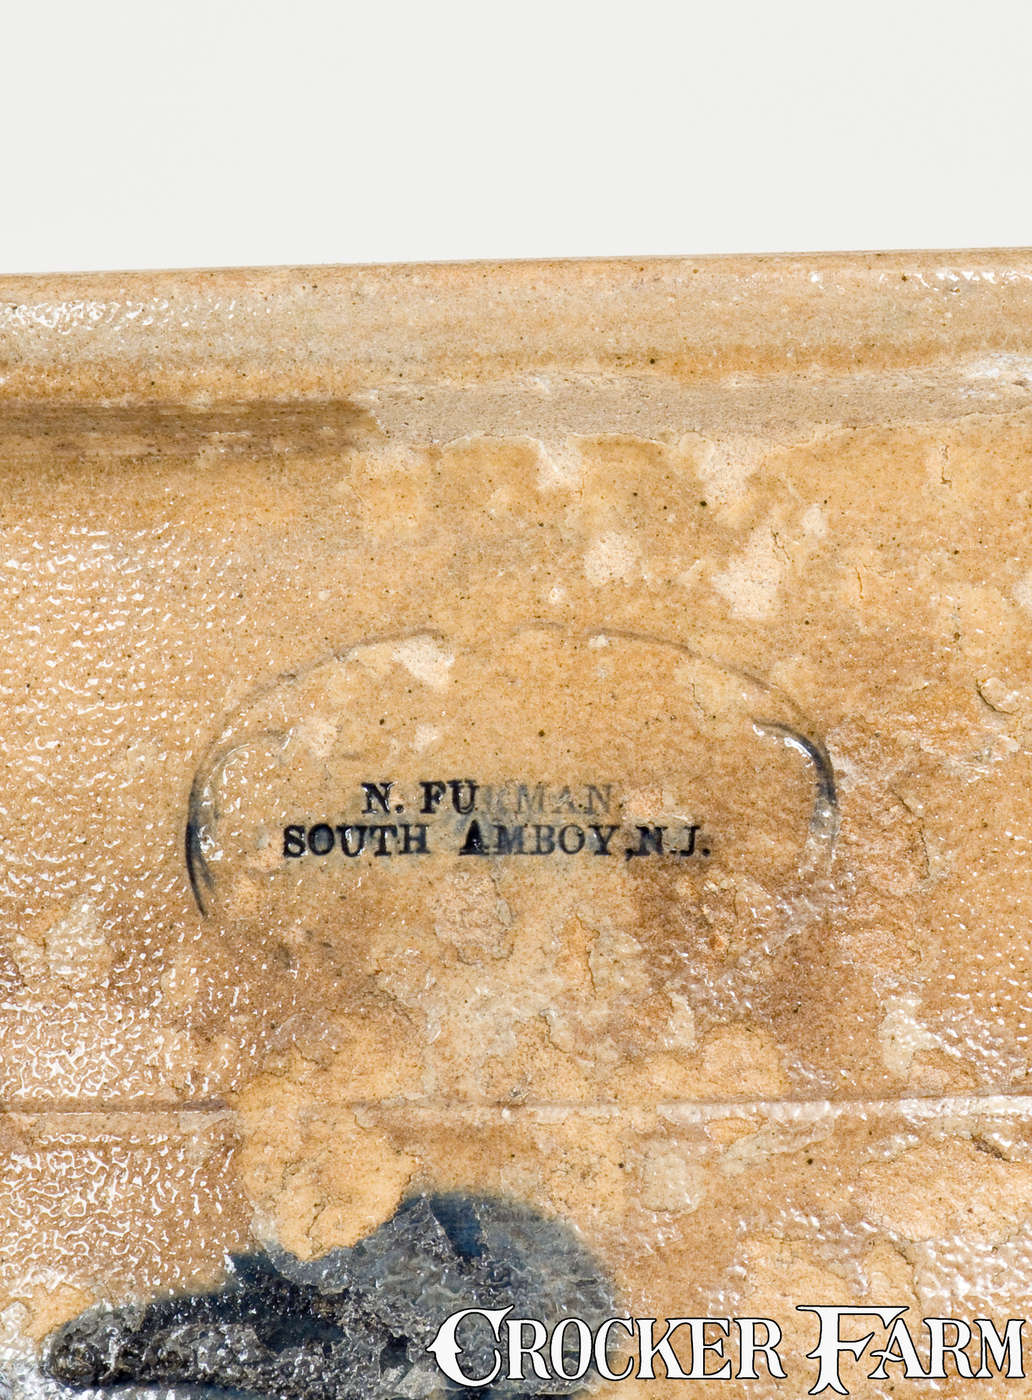 N. FURMAN
SOUTH AMBOY, N.J.
CROCKER FARM